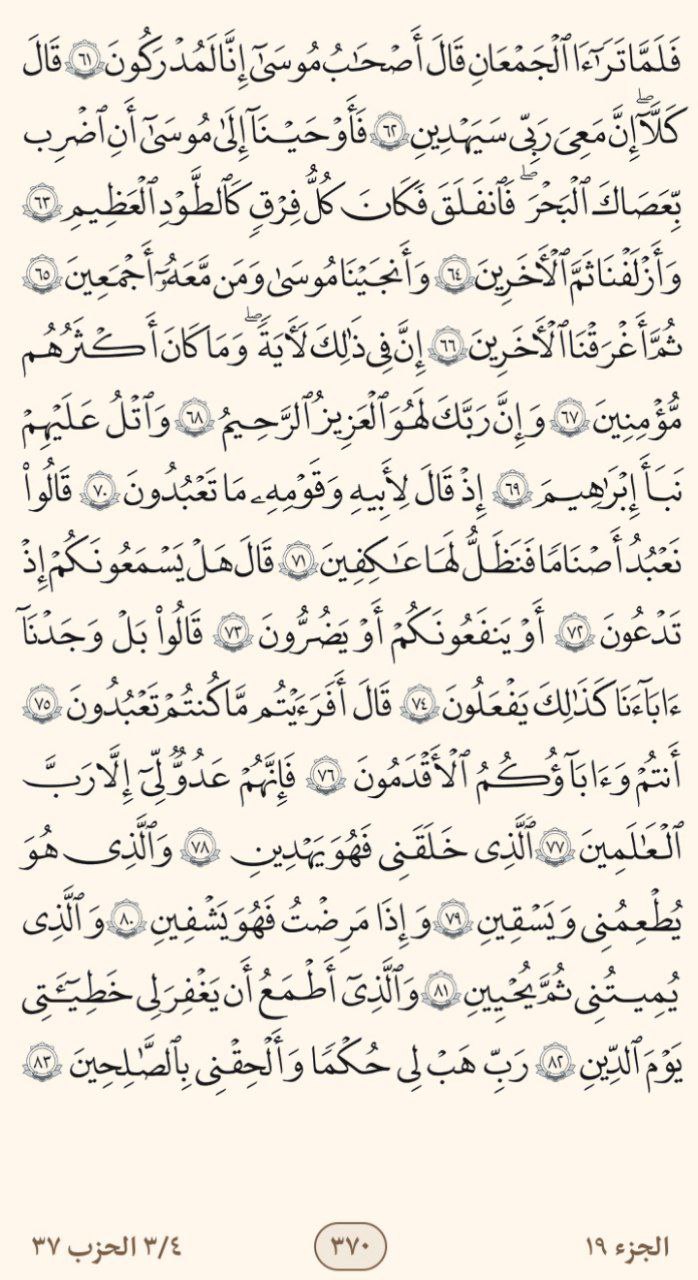 فَلَمَّا تَرَٰٓءَا ٱلْجَمْعَانِ قَالَ أَصْحَٰبُ مُوسَىٰٓ إِنَّا لَمُدْرَكُونَ ٦١ قَالَ
كَلَّآ ۖ إِنَّ مَعِىَ رَبِّى سَيَهْدِينِ ٦٢ فَأَوْحَيْنَآ إِلَىٰ مُوسَىٰٓ أَنِ ٱضْرِب
بِّعَصَاكَ ٱلْبَحْرَ ۖ فَٱنفَلَقَ فَكَانَ كُلُّ فِرْقٍ كَٱلطَّوْدِ ٱلْعَظِيمِ ٦٣
وَأَزْلَفْنَا ثَمَّ ٱلْأَخَرِينَ ٦٤ وَأَنجَيْنَا مُوسَىٰ وَمَن مَّعَهُۥٓ أَجْمَعِينَ ٦٥
ثُمَّ أَغْرَقْنَا ٱلْأَخَرِينَ ٦٦ إِنَّ فِى ذَٰلِكَ لَأَيَةً ۖ وَمَا كَانَ أَكْثَرُهُم
مُّؤْمِنِينَ ٦٧ وَإِنَّ رَبَّكَ لَهُوَ ٱلْعَزِيزُ ٱلرَّحِيمُ ٦٨ وَٱتْلُ عَلَيْهِمْ
نَبَأَ إِبْرَٰهِيمَ ٦٩ إِذْ قَالَ لِأَبِيهِ وَقَوْمِهِۦ مَا تَعْبُدُونَ ٧٠ قَالُوا۟
نَعْبُدُ أَصْنَامًا فَنَظَلُّ لَهَا عَٰكِفِينَ ٧١ قَالَ هَلْ يَسْمَعُونَكُمْ إِذْ
تَدْعُونَ ٧٢ أَوْ يَنفَعُونَكُمْ أَوْ يَضُرُّونَ ٧٣ قَالُوا۟ بَلْ وَجَدْنَآ
ءَابَآءَنَا كَذَٰلِكَ يَفْعَلُونَ ٧٤ قَالَ أَفَرَءَيْتُم مَّا كُنتُمْ تَعْبُدُونَ ٧٥
أَنتُمْ وَءَابَآؤُكُمُ ٱلْأَقْدَمُونَ ٧٦ فَإِنَّهُمْ عَدُوٌّ لِّىٓ إِلَّا رَبَّ
ٱلْعَٰلَمِينَ ٧٧ ٱلَّذِى خَلَقَنِى فَهُوَ يَهْدِينِ ٧٨ وَٱلَّذِى هُوَ
يُطْعِمُنِى وَيَسْقِينِ ٧٩ وَإِذَا مَرِضْتُ فَهُوَ يَشْفِينِ ٨٠ وَٱلَّذِى
يُمِيتُنِى ثُمَّ يُحْيِينِ ٨١ وَٱلَّذِىٓ أَطْمَعُ أَن يَغْفِرَ لِى خَطِيٓـَٔتِى
يَوْمَ ٱلدِّينِ ٨٢ رَبِّ هَبْ لِى حُكْمًا وَأَلْحِقْنِى بِٱلصَّٰلِحِينَ ٨٣
الجزء ١٩ ٣٧٠ ٣/٤ الحزب ٣٧